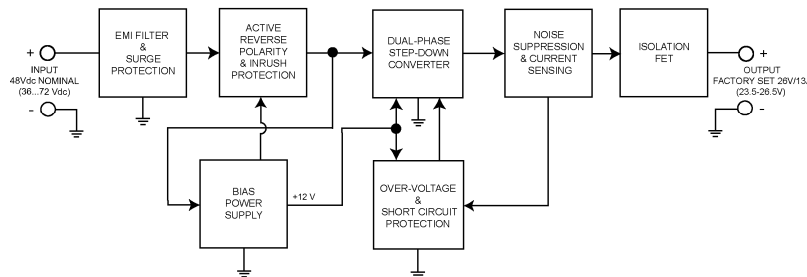 EMI FILTER
&
SURGE
PROTECTION
ACTIVE
REVERSE
POLARITY
& INRUSH
PROTECTION
DUAL-PHASE
STEP-DOWN
CONVERTER
NOISE
SUPPRESSION
& CURRENT
SENSING
ISOLATION
FET
+
INPUT
48Vdc NOMINAL
(36...72 Vdc)
-
+
OUTPUT
FACTORY SET 26V/13
(23.5-26.5V)
-
BIAS
POWER
SUPPLY
+12 V
OVER-VOLTAGE
&
SHORT CIRCUIT
PROTECTION